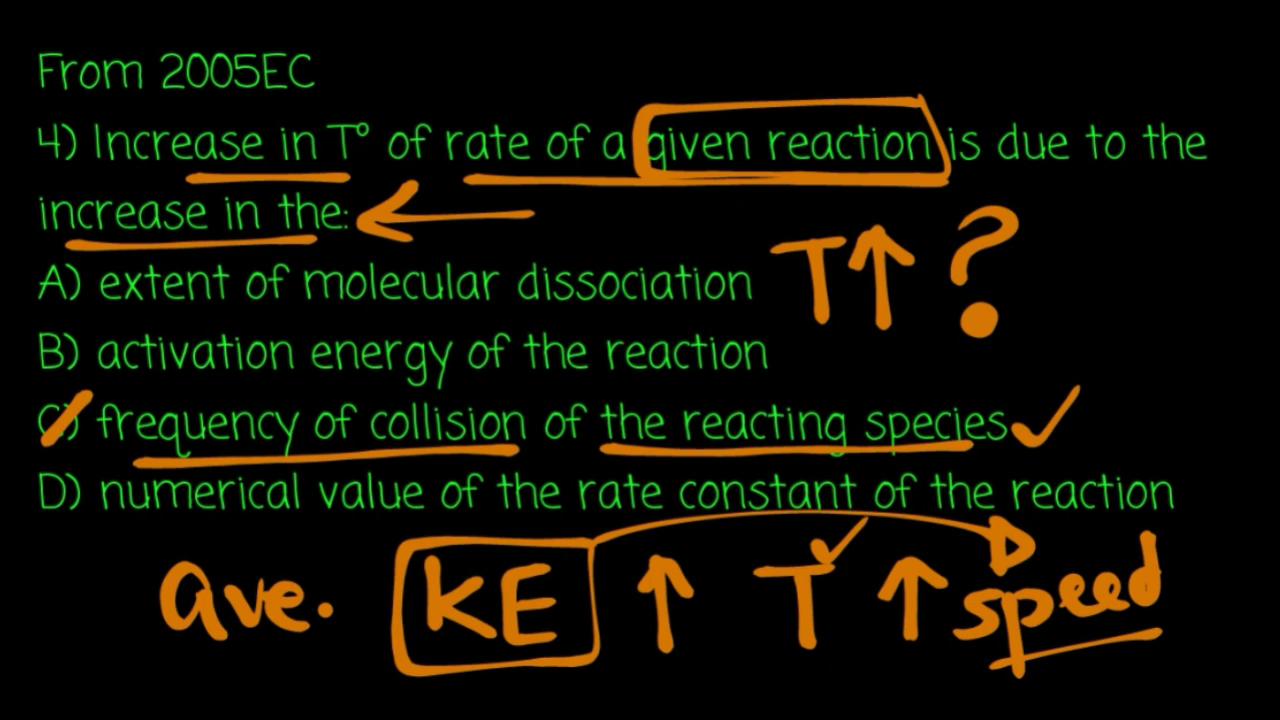 From 2005EC
4) Increase in T° of rate of a given reaction is due to the
increase in the:
T↑ ?
A) extent of molecular dissociation
B) activation energy of the reaction
C) frequency of collision of the reacting species ✓
D) numerical value of the rate constant of the reaction
ave. KE ↑ T ✓ ↑ speed